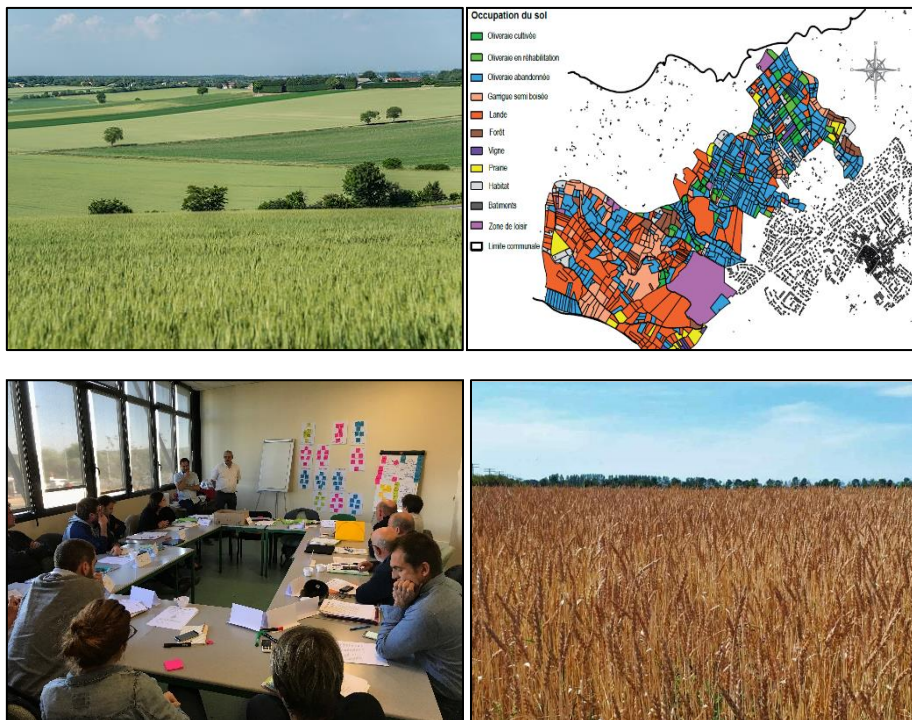 Occupation du sol
Oliveraie cultivée
Oliveraie en réhabilitation
Oliveraie abandonnée
Garrigue semi boisée
Lande
Forêt
Vigne
Prairie
Habitat
Batiments
Zone de loisir
Limite communale